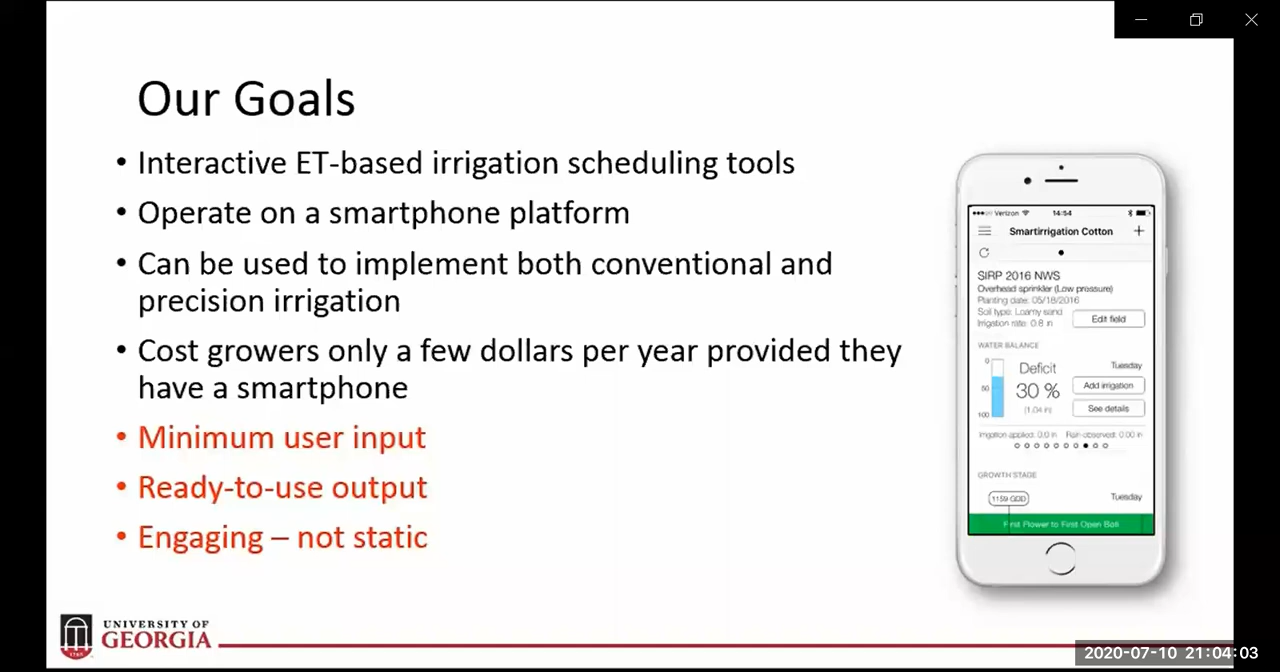 Our Goals
• Interactive ET-based irrigation scheduling tools
• Operate on a smartphone platform
• Can be used to implement both conventional and
precision irrigation
• Cost growers only a few dollars per year provided they
have a smartphone
• Minimum user input
• Ready-to-use output
• Engaging – not static
Verizon 14:54
Smartirrigation Cotton +
SIRP 2016 NWS
Overhead sprinkler (Low pressure)
Planting date: 05/18/2016
Soil type: Loamy sand
Irrigation rate: 0.8 in
Edit field
WATER BALANCE
0
50
100
Deficit
30 %
(1.04 in)
Tuesday
Add irrigation
See details
Irrigation applied: 0.0 in Rain observed: 0.00 in
GROWTH STAGE
1159 GDD
Tuesday
First Flower to First Open Boll
UNIVERSITY OF
GEORGIA
1785
2020-07-10 21:04:03